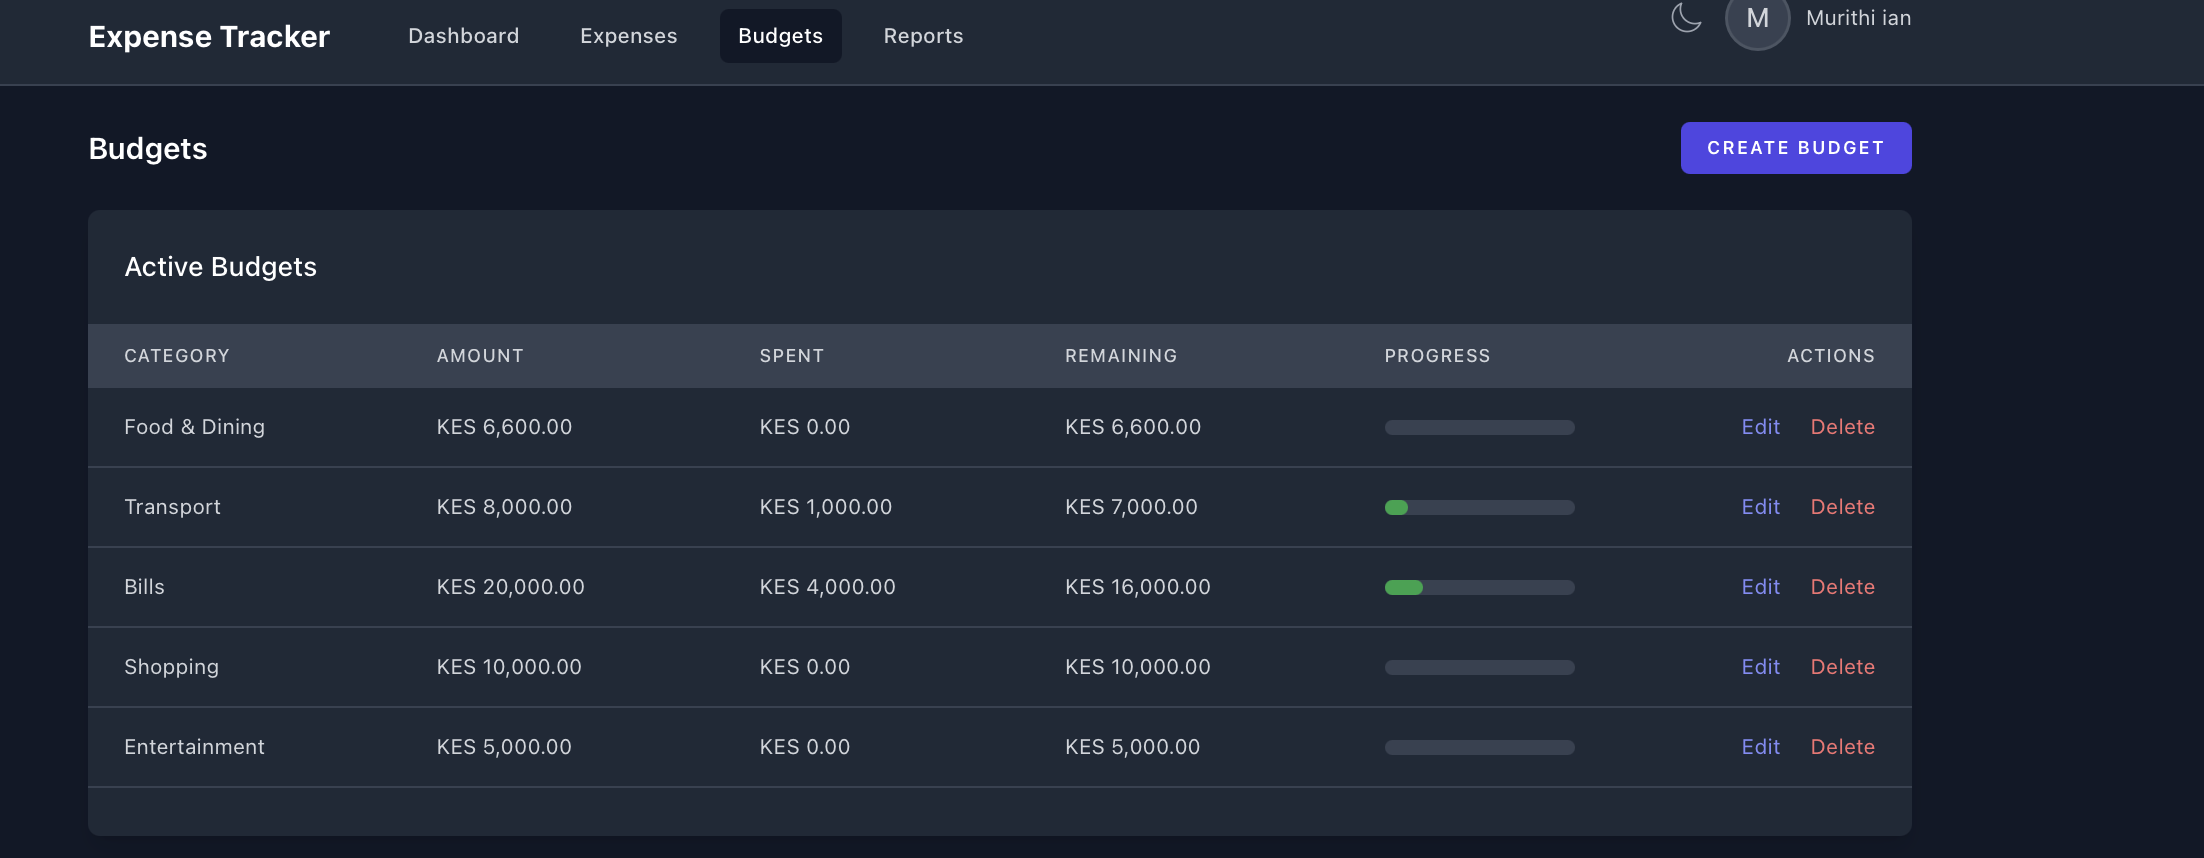 Expense Tracker Dashboard Expenses Budgets Reports M Murithi ian
Budgets CREATE BUDGET
Active Budgets
CATEGORY AMOUNT SPENT REMAINING PROGRESS ACTIONS
Food & Dining KES 6,600.00 KES 0.00 KES 6,600.00 Edit Delete
Transport KES 8,000.00 KES 1,000.00 KES 7,000.00 Edit Delete
Bills KES 20,000.00 KES 4,000.00 KES 16,000.00 Edit Delete
Shopping KES 10,000.00 KES 0.00 KES 10,000.00 Edit Delete
Entertainment KES 5,000.00 KES 0.00 KES 5,000.00 Edit Delete